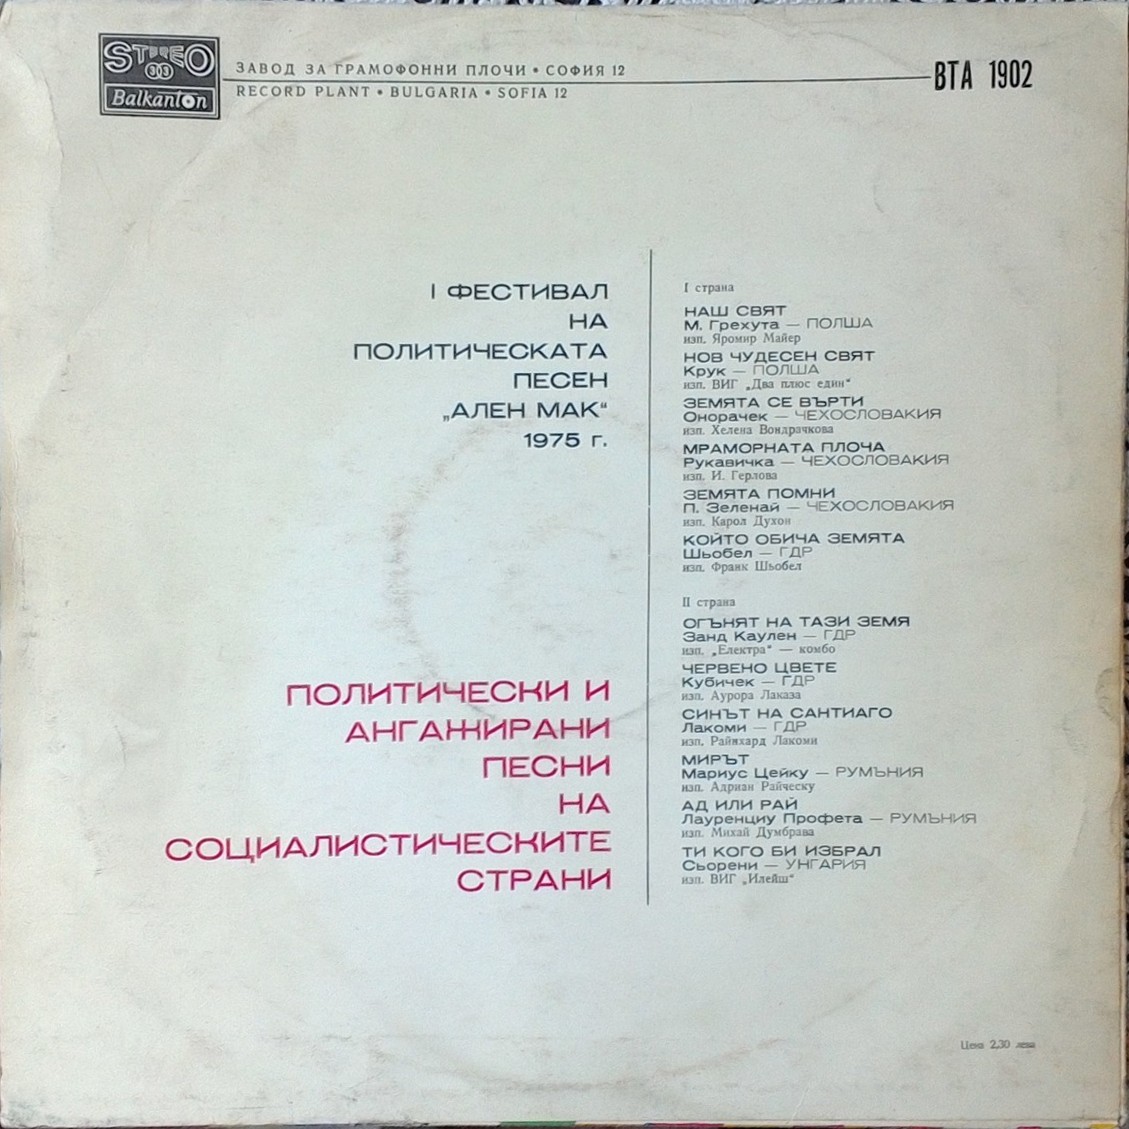 STEREO
33
Balkanton
ЗАВОД ЗА ГРАМОФОННИ ПЛОЧИ • СОФИЯ 12
RECORD PLANT • BULGARIA • SOFIA 12
ВТА 1902
I ФЕСТИВАЛ
НА
ПОЛИТИЧЕСКАТА
ПЕСЕН
„АЛЕН МАК“
1975 г.
ПОЛИТИЧЕСКИ И
АНГАЖИРАНИ
ПЕСНИ
НА
СОЦИАЛИСТИЧЕСКИТЕ
СТРАНИ
I страна
НАШ СВЯТ
М. Грехута — ПОЛША
изп. Яромир Майер
НОВ ЧУДЕСЕН СВЯТ
Крук — ПОЛША
изп. ВИГ „Два плюс един“
ЗЕМЯТА СЕ ВЪРТИ
Онорачек — ЧЕХОСЛОВАКИЯ
изп. Хелена Вондрачкова
МРАМОРНАТА ПЛОЧА
Рукавичка — ЧЕХОСЛОВАКИЯ
изп. И. Герлова
ЗЕМЯТА ПОМНИ
П. Зеленай — ЧЕХОСЛОВАКИЯ
изп. Карол Духон
КОЙТО ОБИЧА ЗЕМЯТА
Шьобел — ГДР
изп. Франк Шьобел
II страна
ОГЪНЯТ НА ТАЗИ ЗЕМЯ
Занд Каулен — ГДР
изп. „Електра“ — комбо
ЧЕРВЕНО ЦВЕТЕ
Кубичек — ГДР
изп. Аурора Лаказа
СИНЪТ НА САНТИАГО
Лакоми — ГДР
изп. Райнхард Лакоми
МИРЪТ
Мариус Цейку — РУМЪНИЯ
изп. Адриан Райческу
АД ИЛИ РАЙ
Лауренциу Профета — РУМЪНИЯ
изп. Михай Думбрава
ТИ КОГО БИ ИЗБРАЛ
Сьорени — УНГАРИЯ
изп. ВИГ „Илейш“
Цена 2,30 лева